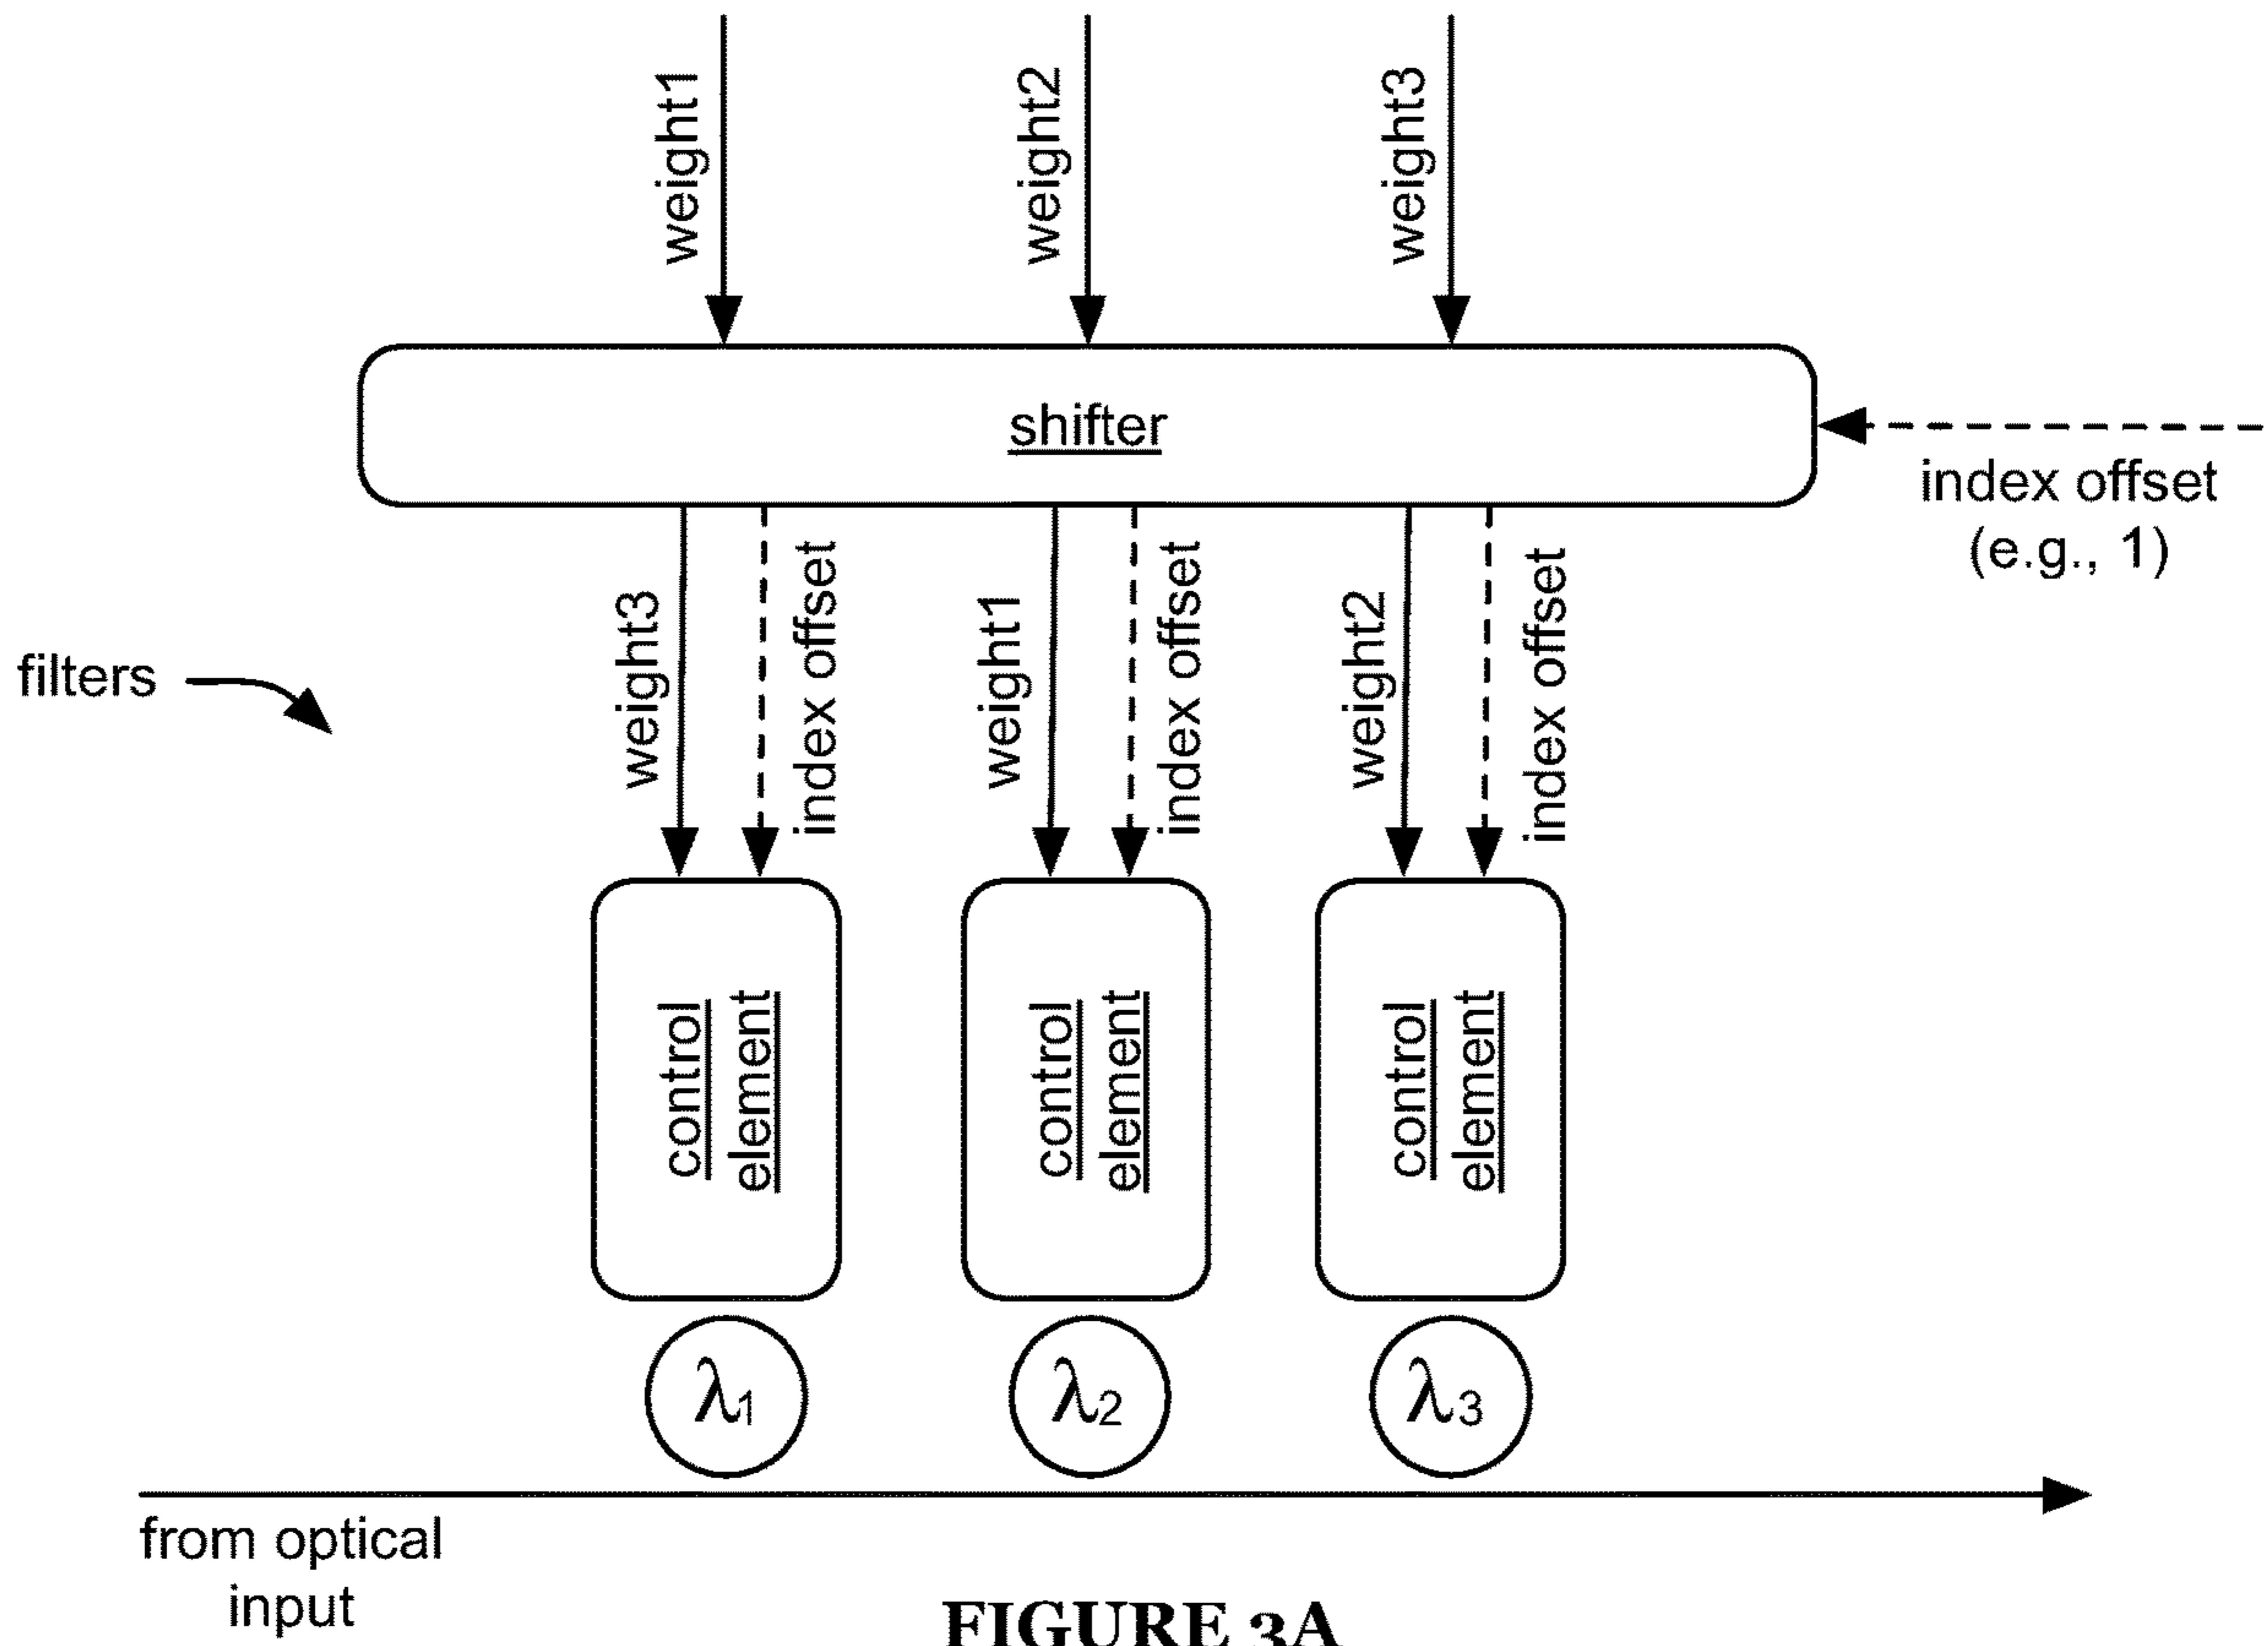 weight1
weight2
weight3
shifter
index offset
(e.g., 1)
filters
weight3
index offset
weight1
index offset
weight2
index offset
control
element
control
element
control
element
λ1
λ2
λ3
from optical
input
FIGURE 3A